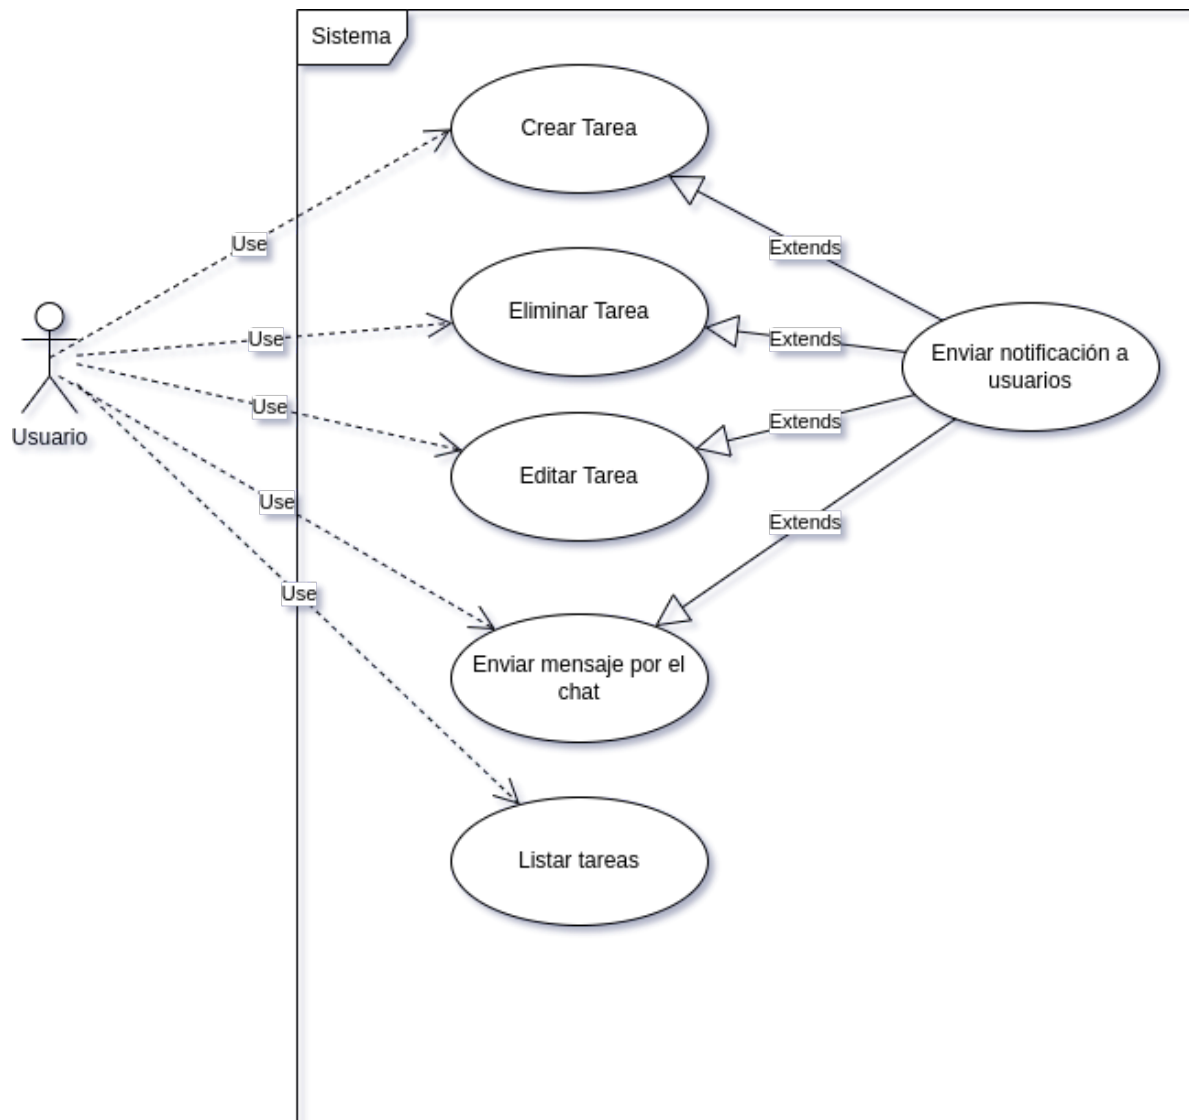 Sistema
Crear Tarea
Use
Extends
Eliminar Tarea
Use
Extends
Enviar notificación a
usuarios
Use
Extends
Usuario
Editar Tarea
Use
Extends
Use
Enviar mensaje por el
chat
Listar tareas